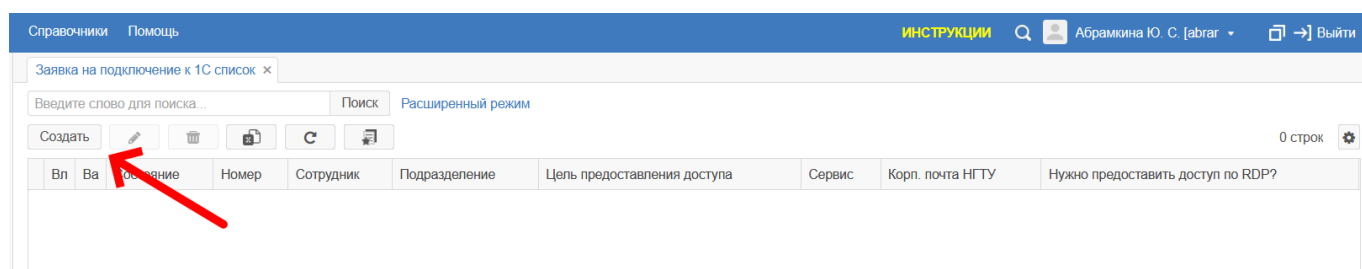 Справочники Помощь ИНСТРУКЦИИ Абрамкина Ю. С. [abrar Выйти
Заявка на подключение к 1С список ×
Введите слово для поиска... Поиск Расширенный режим
Создать 0 строк
Вл Ва Состояние Номер Сотрудник Подразделение Цель предоставления доступа Сервис Корп. почта НГТУ Нужно предоставить доступ по RDP?